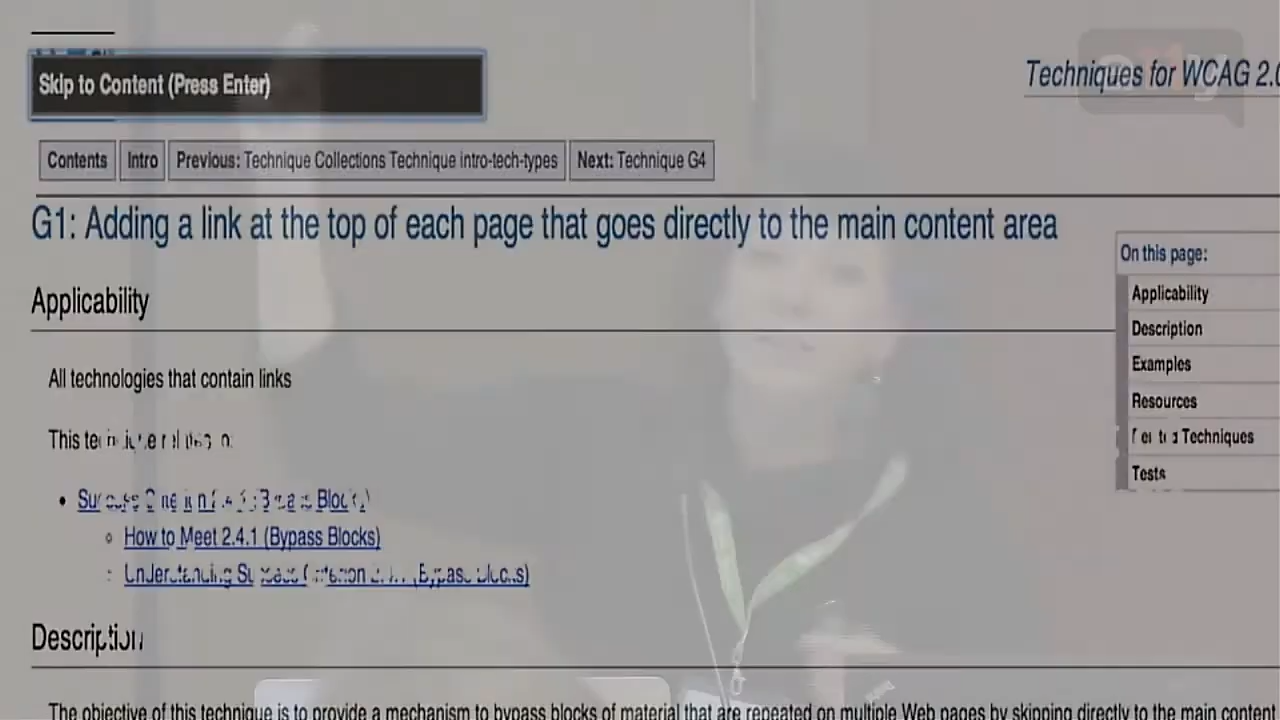 Skip to Content (Press Enter)
Techniques for WCAG 2.0
Contents
Intro
Previous: Technique Collections Technique intro-tech-types
Next: Technique G4
G1: Adding a link at the top of each page that goes directly to the main content area
On this page:
Applicability
Applicability
Description
Examples
All technologies that contain links
Resources
This
Techniques
Tests
How to Meet 2.4.1 (Bypass Blocks)
Description
The objective of this technique is to provide a mechanism to bypass blocks of material that are repeated on multiple Web pages by skipping directly to the main content